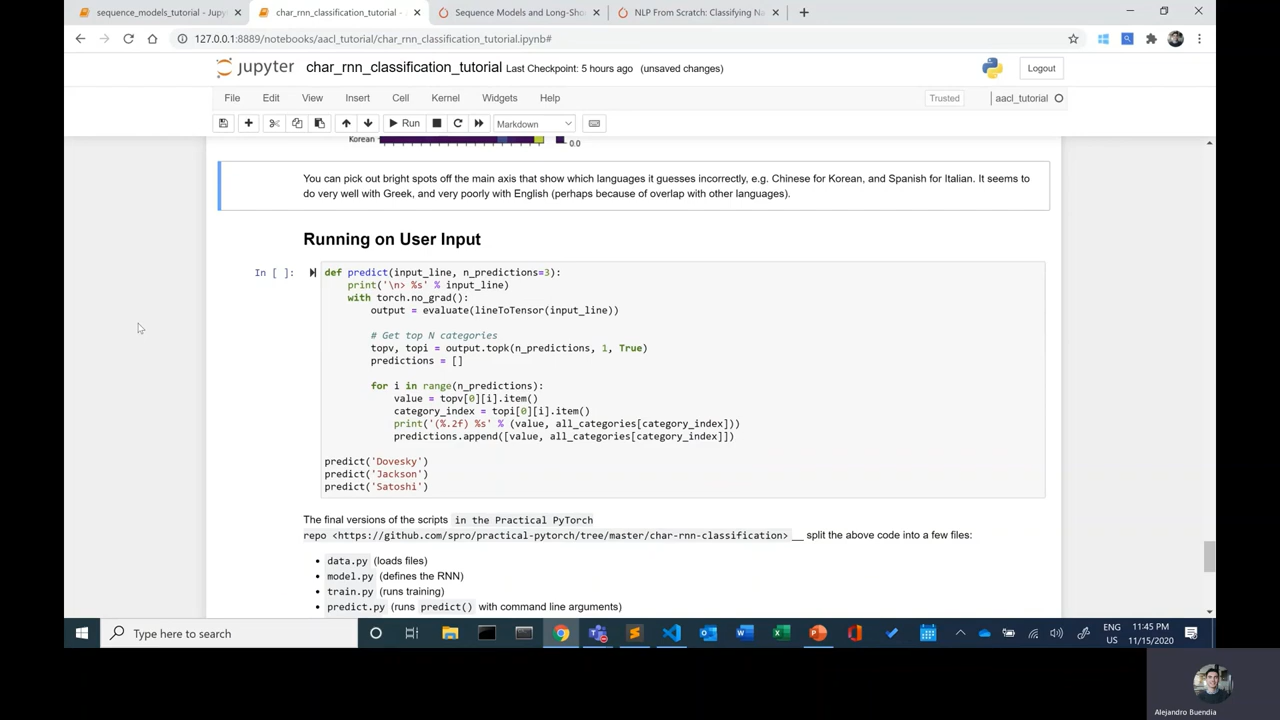 sequence_models_tutorial - Jupy
char_rnn_classification_tutorial -
Sequence Models and Long-Sho
NLP From Scratch: Classifying Na
127.0.0.1:8889/notebooks/aacl_tutorial/char_rnn_classification_tutorial.ipynb#
jupyter char_rnn_classification_tutorial Last Checkpoint: 5 hours ago (unsaved changes)
Logout
File Edit View Insert Cell Kernel Widgets Help
Trusted
aacl_tutorial
Run
Markdown
Korean
0.0
You can pick out bright spots off the main axis that show which languages it guesses incorrectly, e.g. Chinese for Korean, and Spanish for Italian. It seems to
do very well with Greek, and very poorly with English (perhaps because of overlap with other languages).
Running on User Input
In [ ]:
def predict(input_line, n_predictions=3):
print('\n> %s' % input_line)
with torch.no_grad():
output = evaluate(lineToTensor(input_line))
# Get top N categories
topv, topi = output.topk(n_predictions, 1, True)
predictions = []
for i in range(n_predictions):
value = topv[0][i].item()
category_index = topi[0][i].item()
print('(%.2f) %s' % (value, all_categories[category_index]))
predictions.append([value, all_categories[category_index]])
predict('Dovesky')
predict('Jackson')
predict('Satoshi')
The final versions of the scripts in the Practical PyTorch
repo <https://github.com/spro/practical-pytorch/tree/master/char-rnn-classification> __ split the above code into a few files:
• data.py (loads files)
• model.py (defines the RNN)
• train.py (runs training)
• predict.py (runs predict() with command line arguments)
Type here to search
ENG
US
11:45 PM
11/15/2020
Alejandro Buendia